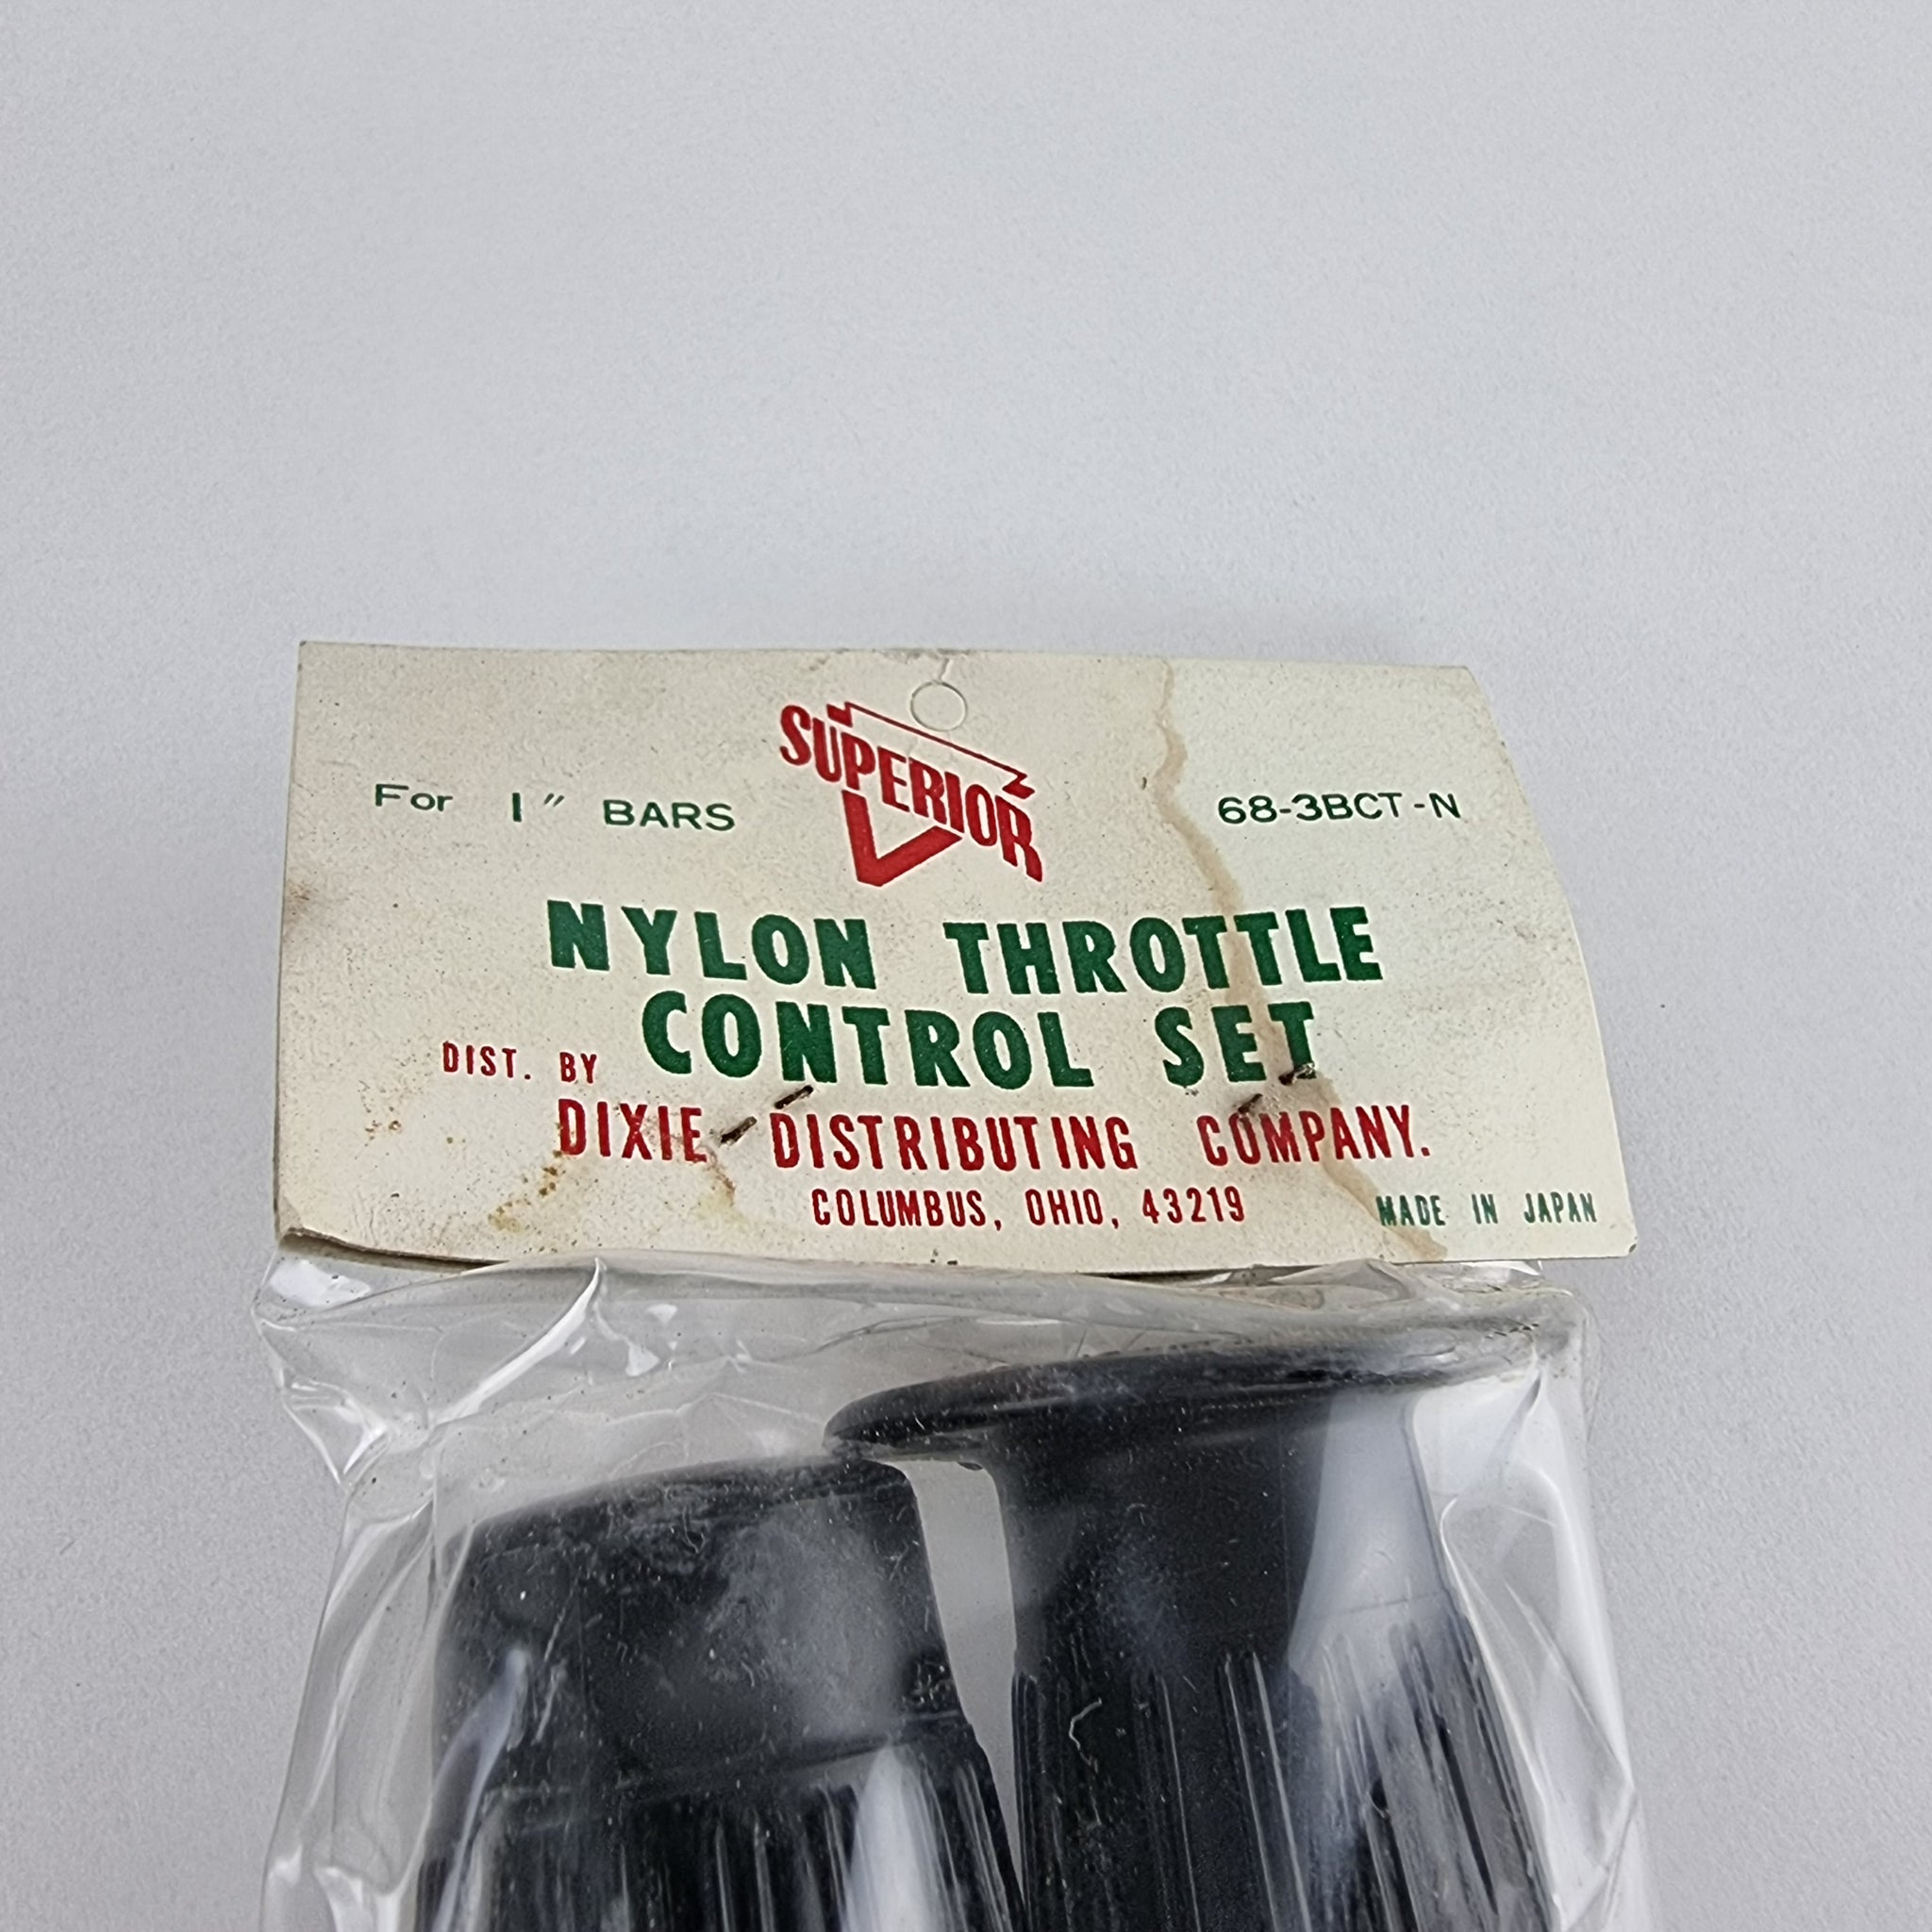 SUPERIOR
For 1" BARS
68-3BCT-N
NYLON THROTTLE
CONTROL SET
DIST. BY
DIXIE DISTRIBUTING COMPANY.
COLUMBUS, OHIO, 43219
MADE IN JAPAN